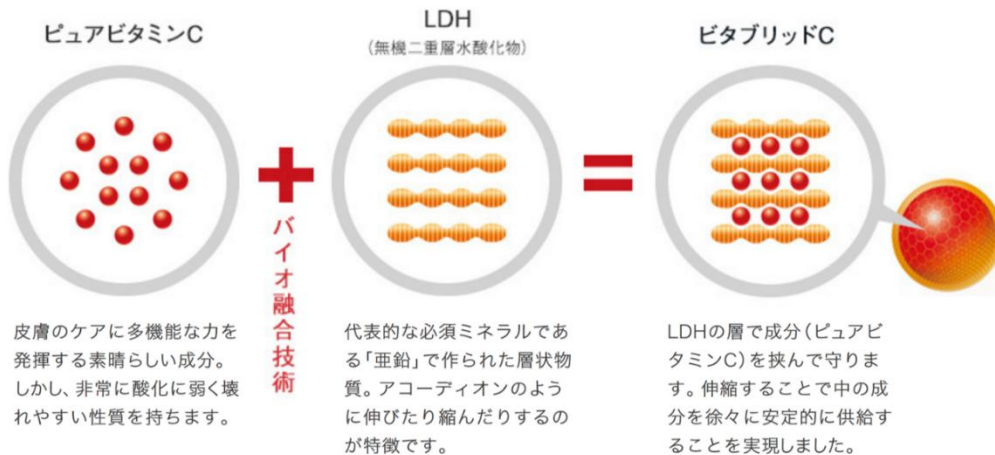 ピュアビタミンC
皮膚のケアに多機能な力を
発揮する素晴らしい成分。
しかし、非常に酸化に弱く壊
れやすい性質を持ちます。
バイオ融合技術
LDH
(無機二重層水酸化物)
代表的な必須ミネラルであ
る「亜鉛」で作られた層状物
質。アコーディオンのよう
に伸びたり縮んだりするの
が特徴です。
ビタブリッドC
LDHの層で成分(ピュアビ
タミンC)を挟んで守りま
す。伸縮することで中の成
分を徐々に安定的に供給す
ることを実現しました。